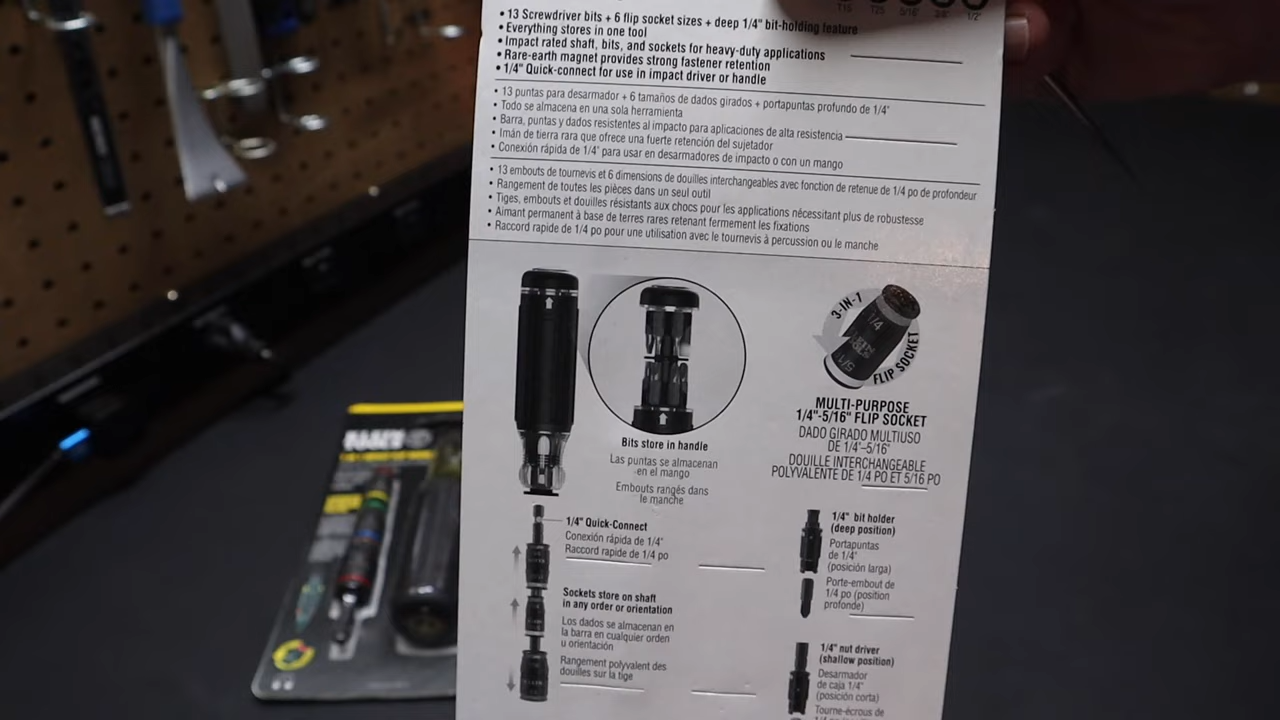 T15 T25 5/16" 3/8" 1/2"
• 13 Screwdriver bits + 6 flip socket sizes + deep 1/4" bit-holding feature
• Everything stores in one tool
• Impact rated shaft, bits, and sockets for heavy-duty applications
• Rare-earth magnet provides strong fastener retention
• 1/4" Quick-connect for use in impact driver or handle
• 13 puntas para desarmador + 6 tamaños de dados girados + portapuntas profundo de 1/4"
• Todo se almacena en una sola herramienta
• Barra, puntas y dados resistentes al impacto para aplicaciones de alta resistencia
• Imán de tierra rara que ofrece una fuerte retención del sujetador
• Conexión rápida de 1/4" para usar en desarmadores de impacto o con un mango
• 13 embouts de tournevis et 6 dimensions de douilles interchangeables avec fonction de retenue de 1/4 po de profondeur
• Rangement de toutes les pièces dans un seul outil
• Tiges, embouts et douilles résistants aux chocs pour les applications nécessitant plus de robustesse
• Aimant permanent à base de terres rares retenant fermement les fixations
• Raccord rapide de 1/4 po pour une utilisation avec le tournevis à percussion ou le manche
3-IN-1
FLIP SOCKET
1/4
5/16
MULTI-PURPOSE
1/4"-5/16" FLIP SOCKET
DADO GIRADO MULTIUSO
DE 1/4"–5/16"
DOUILLE INTERCHANGEABLE
POLYVALENTE DE 1/4 PO ET 5/16 PO
Bits store in handle
Las puntas se almacenan
en el mango
Embouts rangés dans
le manche
1/4" Quick-Connect
Conexión rápida de 1/4"
Raccord rapide de 1/4 po
Sockets store on shaft
in any order or orientation
Los dados se almacenan en
la barra en cualquier orden
u orientación
Rangement polyvalent des
douilles sur la tige
1/4" bit holder
(deep position)
Portapuntas
de 1/4"
(posición larga)
Porte-embout de
1/4 po (position
profonde)
1/4" nut driver
(shallow position)
Desarmador
de caja 1/4"
(posición corta)
Tourne-écrous de